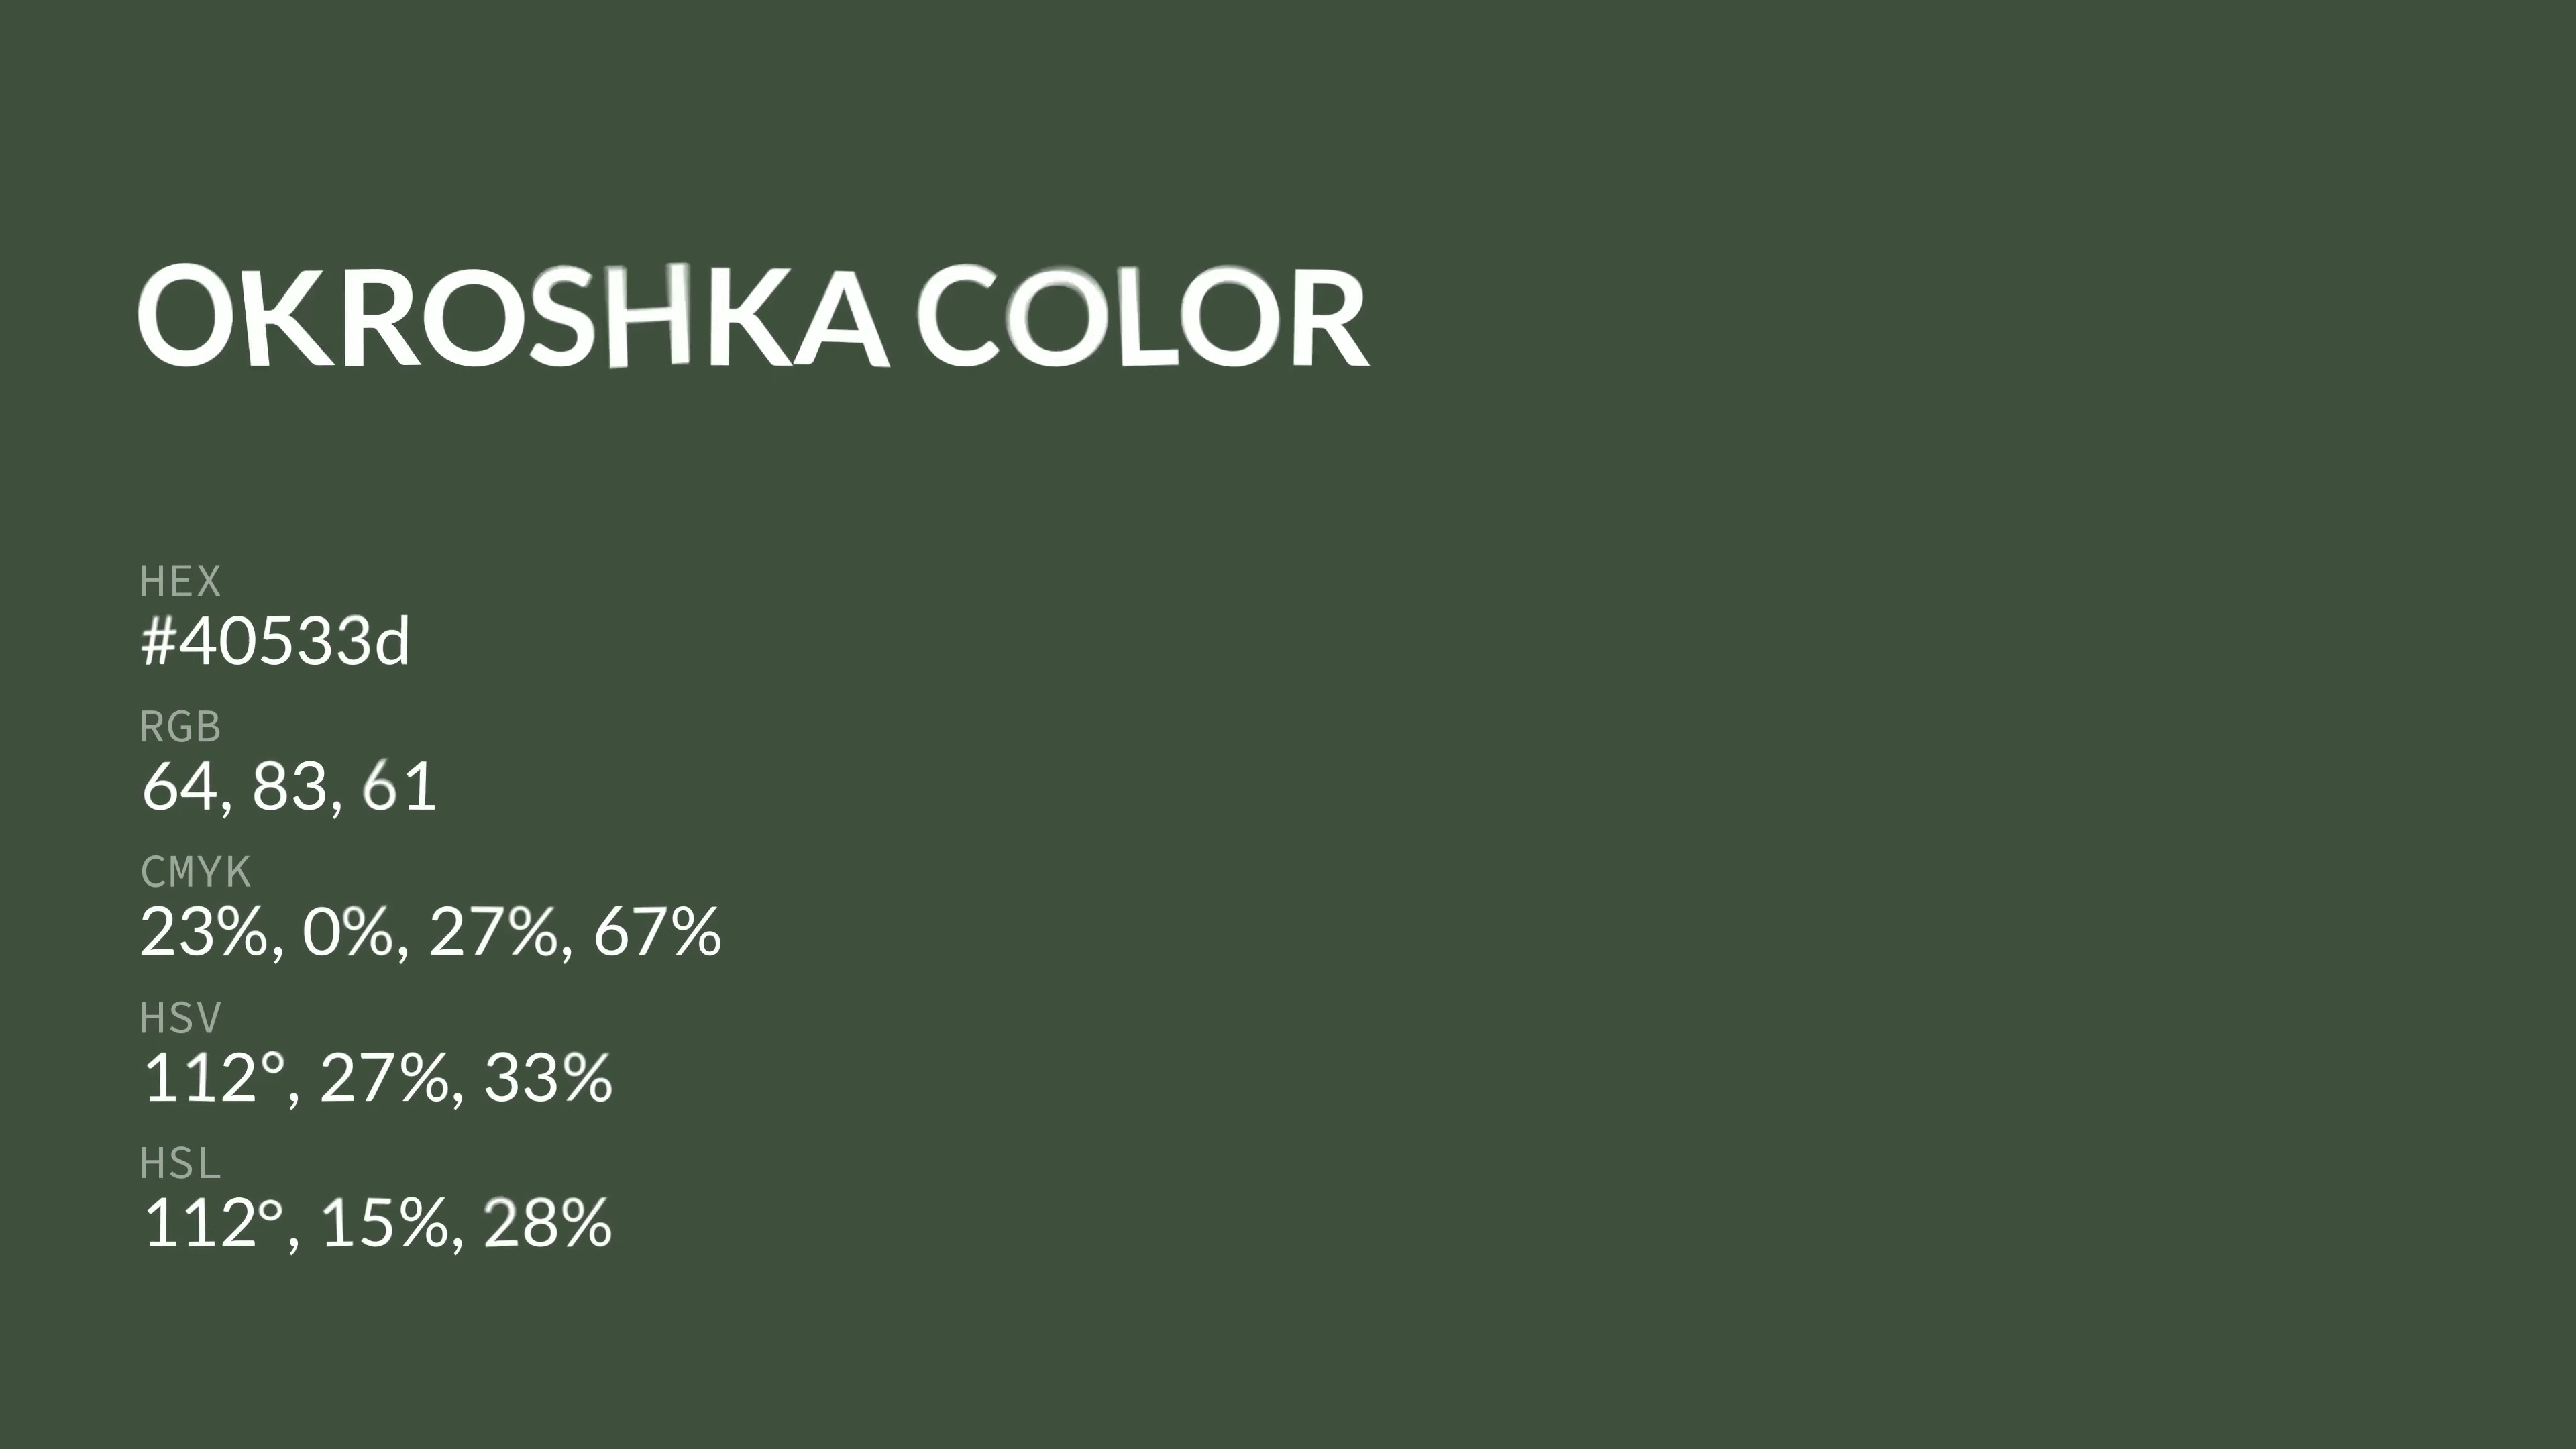 OKROSHKA COLOR
HEX
#40533d
RGB
64, 83, 61
CMYK
23%, 0%, 27%, 67%
HSV
112°, 27%, 33%
HSL
112°, 15%, 28%